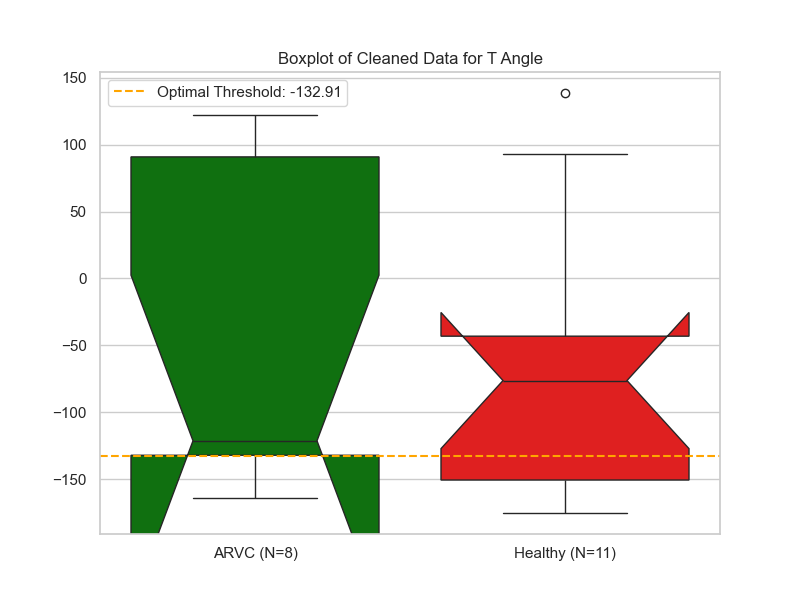 Boxplot of Cleaned Data for T Angle
Optimal Threshold: -132.91
150
100
50
0
−50
−100
−150
ARVC (N=8)
Healthy (N=11)